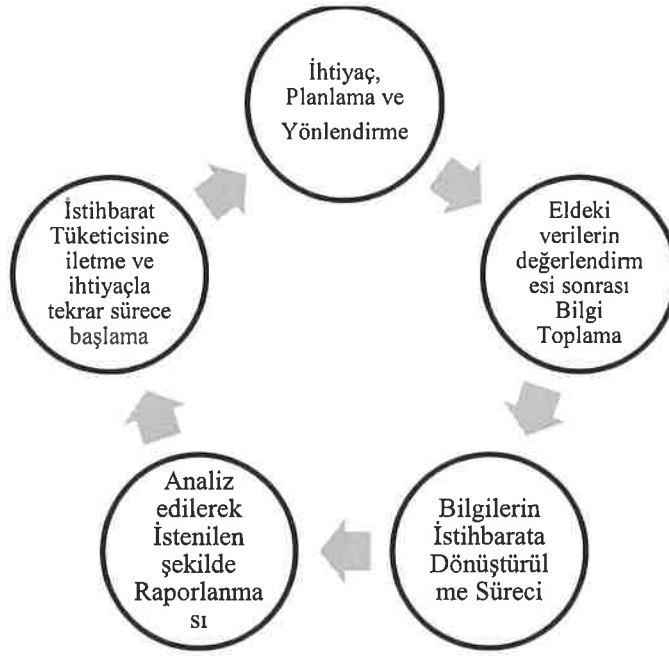 İhtiyaç,
Planlama ve
Yönlendirme
Eldeki
verilerin
değerlendirm
esi sonrası
Bilgi
Toplama
Bilgilerin
İstihbarata
Dönüştürül
me Süreci
Analiz
edilerek
İstenilen
şekilde
Raporlanma
sı
İstihbarat
Tüketicisine
iletme ve
ihtiyaçla
tekrar sürece
başlama